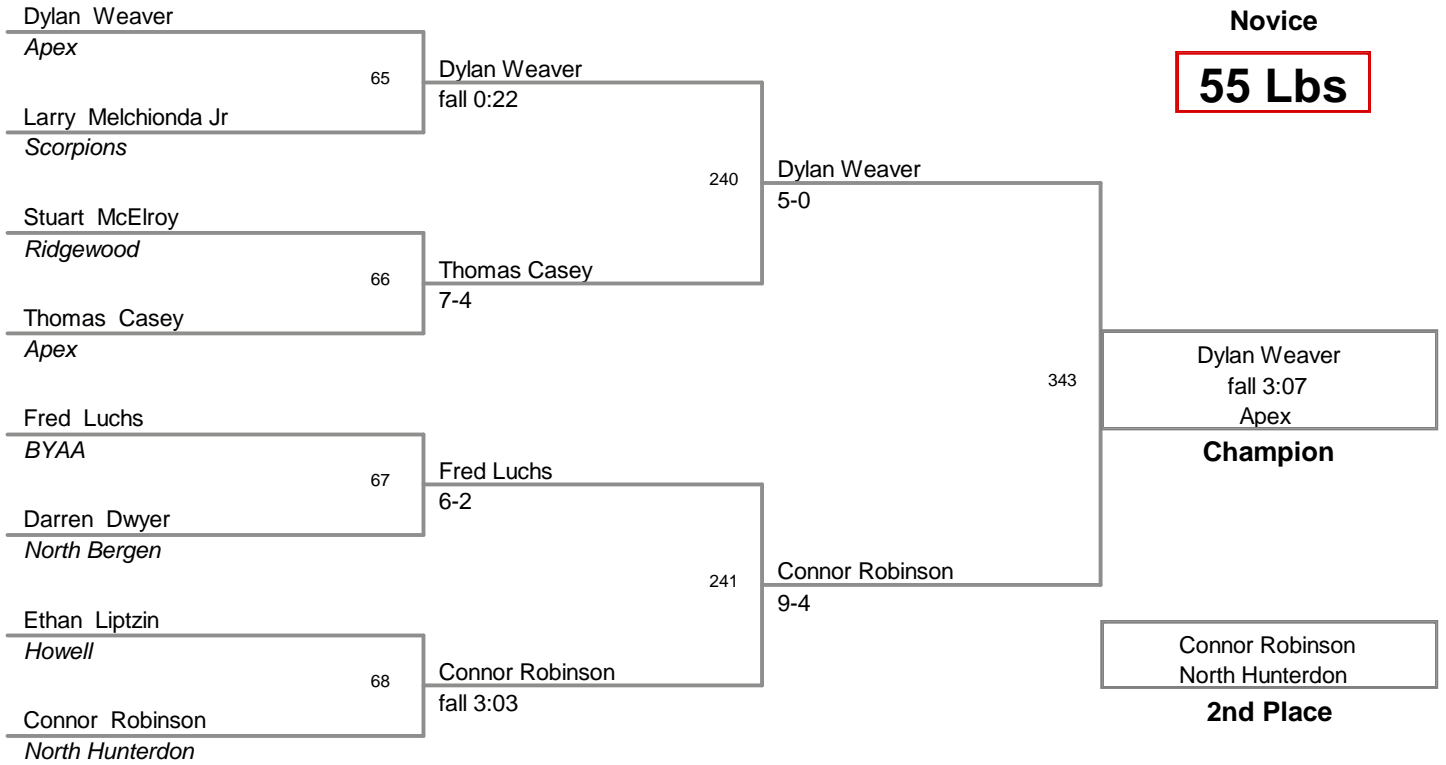 Dylan Weaver
Apex
65
Larry Melchionda Jr
Scorpions
Dylan Weaver
fall 0:22
Stuart McElroy
Ridgewood
66
Thomas Casey
Apex
Thomas Casey
7-4
240
Dylan Weaver
5-0
Fred Luchs
BYAA
67
Darren Dwyer
North Bergen
Fred Luchs
6-2
Ethan Liptzin
Howell
68
Connor Robinson
North Hunterdon
Connor Robinson
fall 3:03
241
Connor Robinson
9-4
343
Novice
55 Lbs
Dylan Weaver
fall 3:07
Apex
Champion
Connor Robinson
North Hunterdon
2nd Place